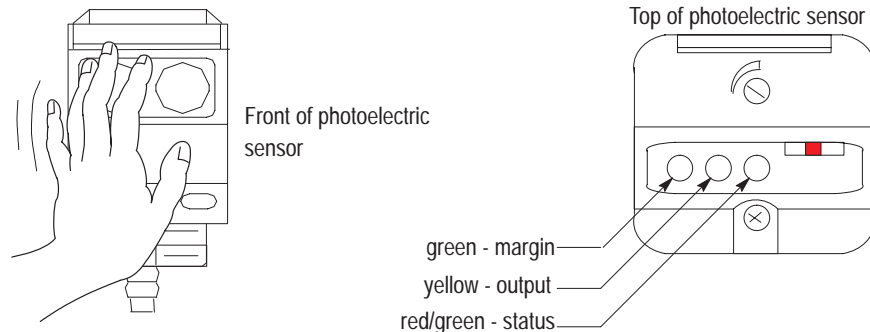 Top of photoelectric sensor
Front of photoelectric
sensor
green - margin
yellow - output
red/green - status